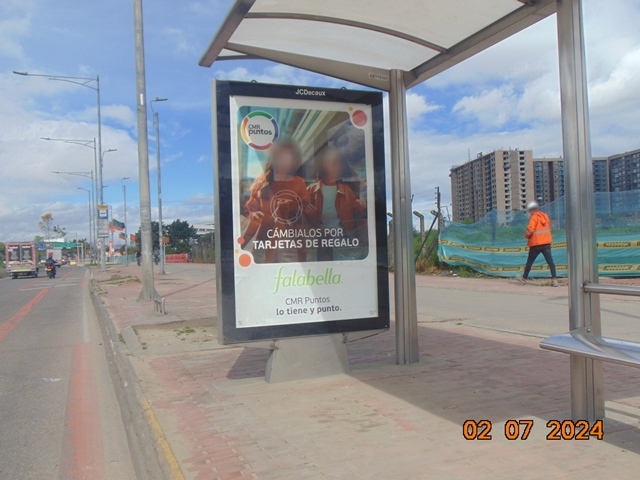 JCDecaux
CMR
puntos
CÁMBIALOS POR
TARJETAS DE REGALO
falabella.
CMR Puntos
lo tiene y punto.
02 07 2024